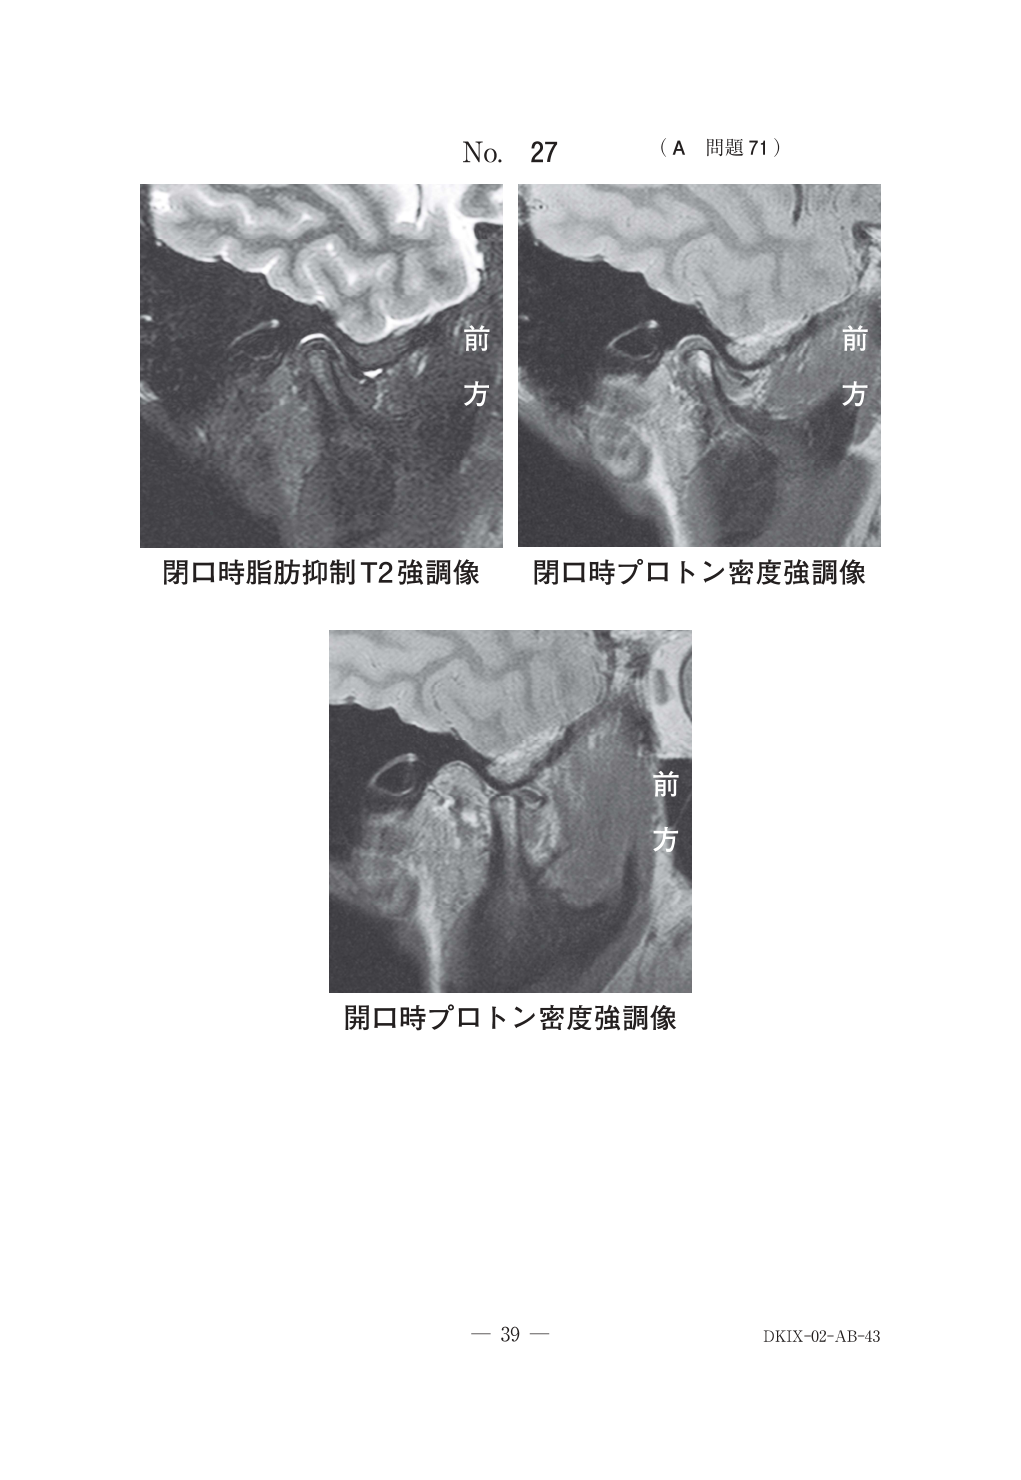 No. 27 （A 問題 71）
前方
前方
閉口時脂肪抑制T2強調像
閉口時プロトン密度強調像
前方
開口時プロトン密度強調像
― 39 ―
DKIX-02-AB-43